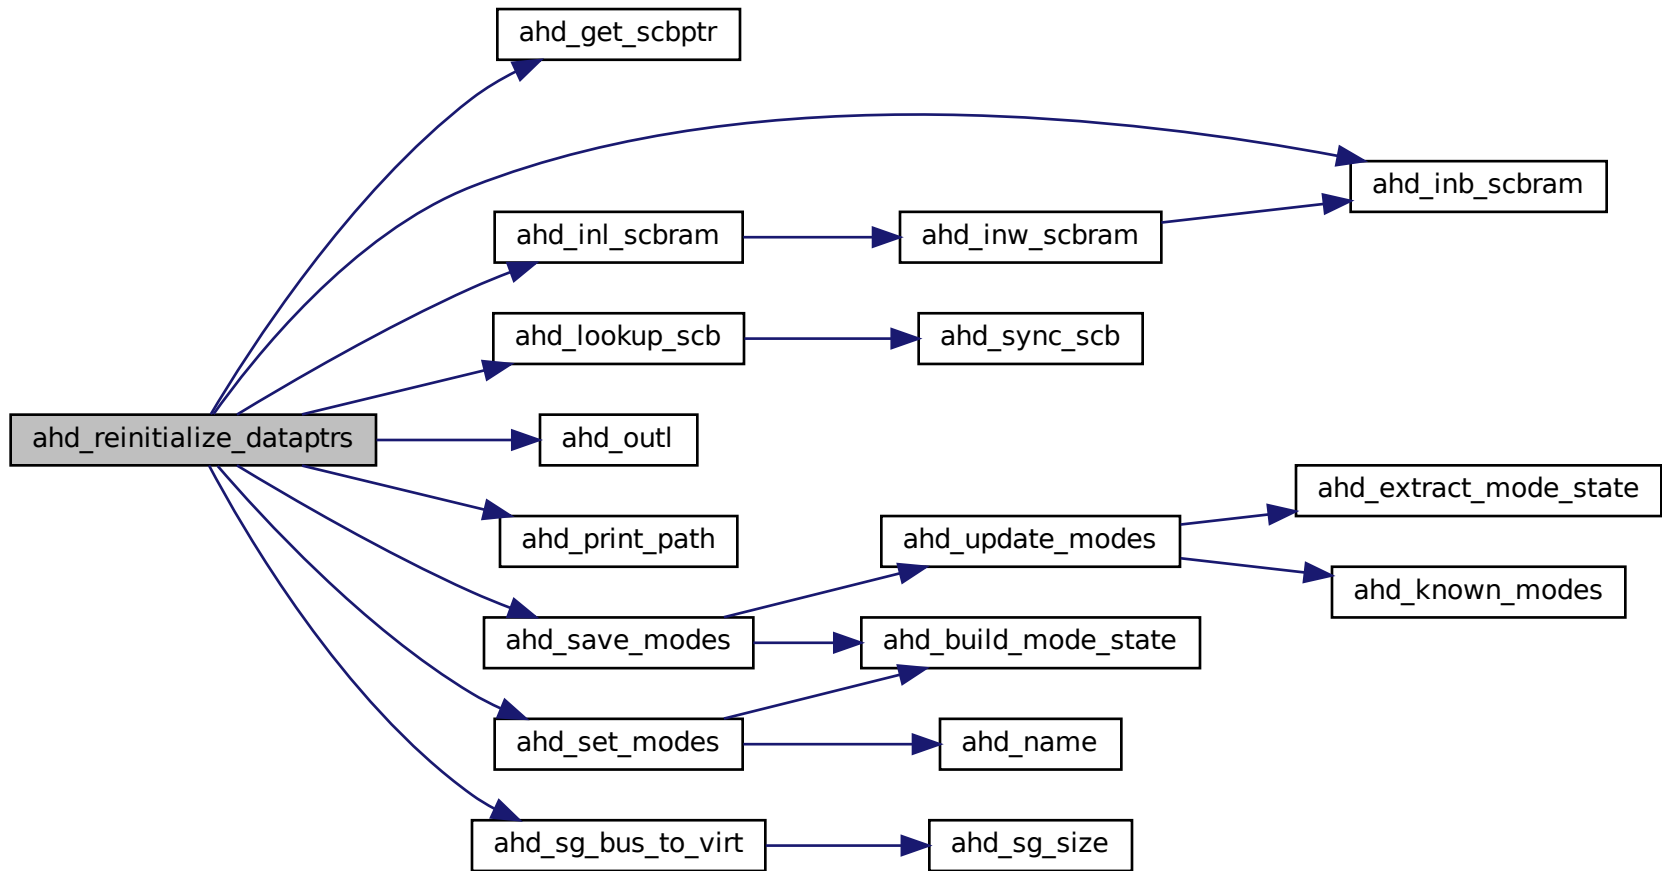 ahd_get_scbptr
ahd_inb_scbram
ahd_inl_scbram
ahd_inw_scbram
ahd_lookup_scb
ahd_sync_scb
ahd_reinitialize_dataptrs
ahd_outl
ahd_extract_mode_state
ahd_print_path
ahd_update_modes
ahd_known_modes
ahd_save_modes
ahd_build_mode_state
ahd_set_modes
ahd_name
ahd_sg_bus_to_virt
ahd_sg_size